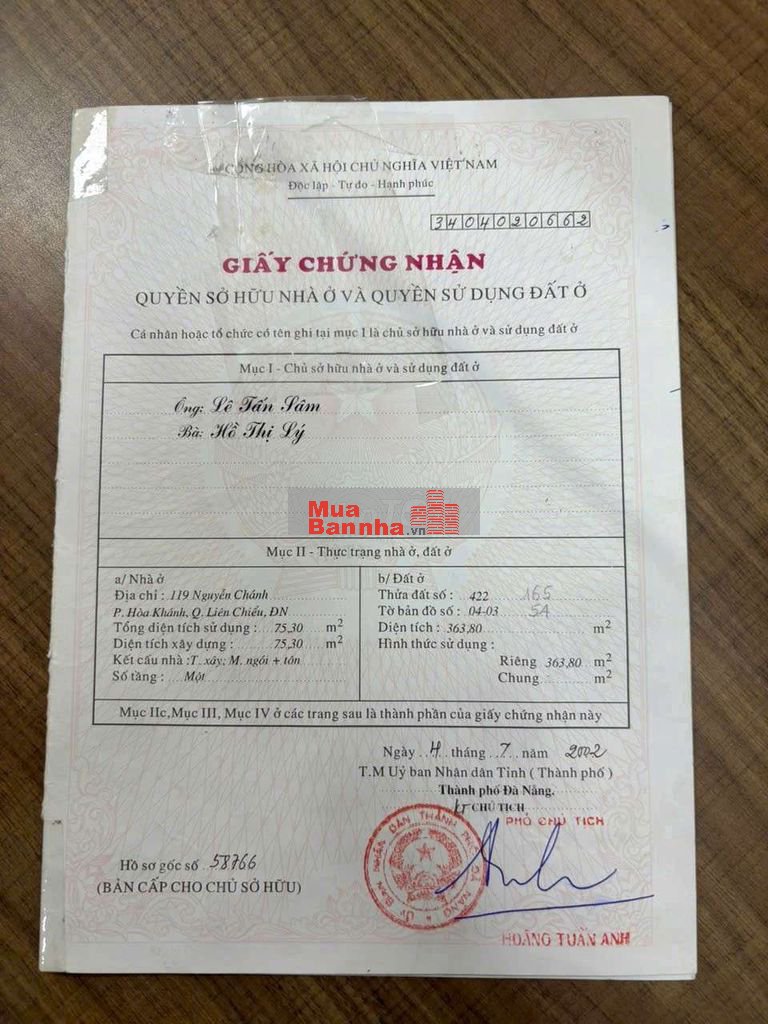 CỘNG HÒA XÃ HỘI CHỦ NGHĨA VIỆT NAM
Độc lập - Tự do - Hạnh phúc
3404020662
GIẤY CHỨNG NHẬN
QUYỀN SỞ HỮU NHÀ Ở VÀ QUYỀN SỬ DỤNG ĐẤT Ở
Cá nhân hoặc tổ chức có tên ghi tại mục I là chủ sở hữu nhà ở và sử dụng đất ở
Mục I - Chủ sở hữu nhà ở và sử dụng đất ở
Ông: Lê Tấn Sâm
Bà: Hồ Thị Lý
Mua
Bannha.vn
Mục II - Thực trạng nhà ở, đất ở
a/ Nhà ở
Địa chỉ : 119 Nguyễn Chánh
P. Hòa Khánh, Q. Liên Chiểu, ĐN
Tổng diện tích sử dụng : 75,30 m2
Diện tích xây dựng : 75,30 m2
Kết cấu nhà : T. xây; M. ngói + tôn
Số tầng : Một
b/ Đất ở
Thửa đất số : 422 165
Tờ bản đồ số : 04-03 54
Diện tích : 363,80 m2
Hình thức sử dụng :
Riêng 363,80 m2
Chung m2
Mục IIc, Mục III, Mục IV ở các trang sau là thành phần của giấy chứng nhận này
Ngày 4 tháng 7 năm 2002
T.M Uỷ ban Nhân dân Tỉnh ( Thành phố )
Thành phố Đà Nẵng.
KT CHỦ TỊCH
PHÓ CHỦ TỊCH
ỦY BAN NHÂN DÂN THÀNH PHỐ ĐÀ NẴNG
Hồ sơ gốc số 58766
(BẢN CẤP CHO CHỦ SỞ HỮU)
HOÀNG TUẤN ANH